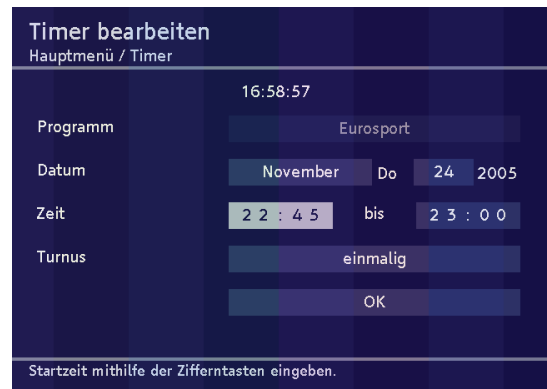 Timer bearbeiten
Hauptmenü / Timer
16:58:57
Programm Eurosport
Datum November Do 24 2005
Zeit 22:45 bis 23:00
Turnus einmalig
OK
Startzeit mithilfe der Zifferntasten eingeben.